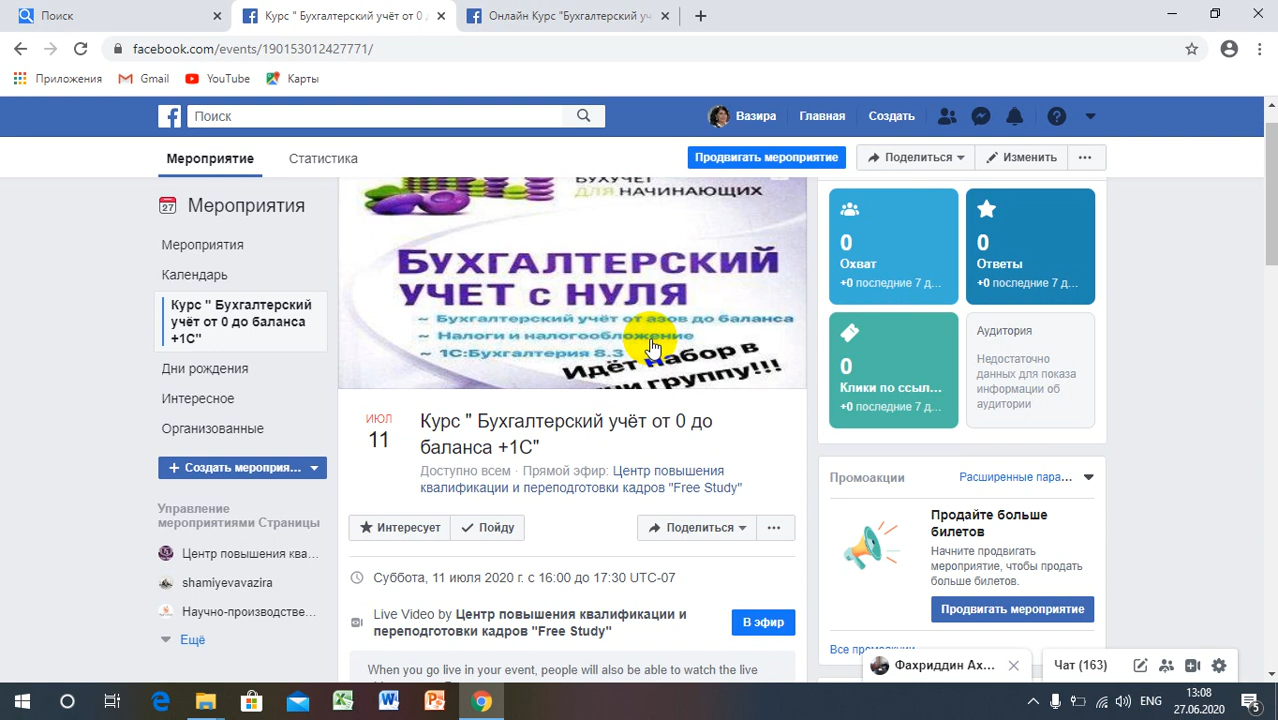 Поиск
Курс " Бухгалтерский учёт от 0
Онлайн Курс "Бухгалтерский уч
facebook.com/events/190153012427771/
Приложения
Gmail
YouTube
Карты
Поиск
Вазира
Главная
Создать
Мероприятие
Статистика
Продвигать мероприятие
Поделиться
Изменить
27
Мероприятия
Мероприятия
Календарь
Курс " Бухгалтерский
учёт от 0 до баланса
+1С"
Дни рождения
Интересное
Организованные
+ Создать мероприя...
Управление
мероприятиями Страницы
Центр повышения ква...
shamiyevavazira
Научно-производстве...
Ещё
БУХУЧЕТ
ДЛЯ НАЧИНАЮЩИХ
БУХГАЛТЕРСКИЙ
УЧЕТ с НУЛЯ
~ Бухгалтерский учёт от азов до баланса
~ Налоги и налогообложение
~ 1С:Бухгалтерия 8.3
Идёт набор в
группу!!!
ИЮЛ
11
Курс " Бухгалтерский учёт от 0 до
баланса +1С"
Доступно всем · Прямой эфир: Центр повышения
квалификации и переподготовки кадров "Free Study"
Интересует
Пойду
Поделиться
Суббота, 11 июля 2020 г. с 16:00 до 17:30 UTC-07
Live Video by Центр повышения квалификации и
переподготовки кадров "Free Study"
В эфир
When you go live in your event, people will also be able to watch the live
0
Охват
+0 последние 7 д...
0
Ответы
+0 последние 7 д...
0
Клики по ссыл...
+0 последние 7 д...
Аудитория
Недостаточно
данных для показа
информации об
аудитории
Промоакции
Расширенные пара...
Продайте больше
билетов
Начните продвигать
мероприятие, чтобы продать
больше билетов.
Продвигать мероприятие
Все промоакции
Фахриддин Ах...
Чат (163)
ENG
13:08
27.06.2020
5